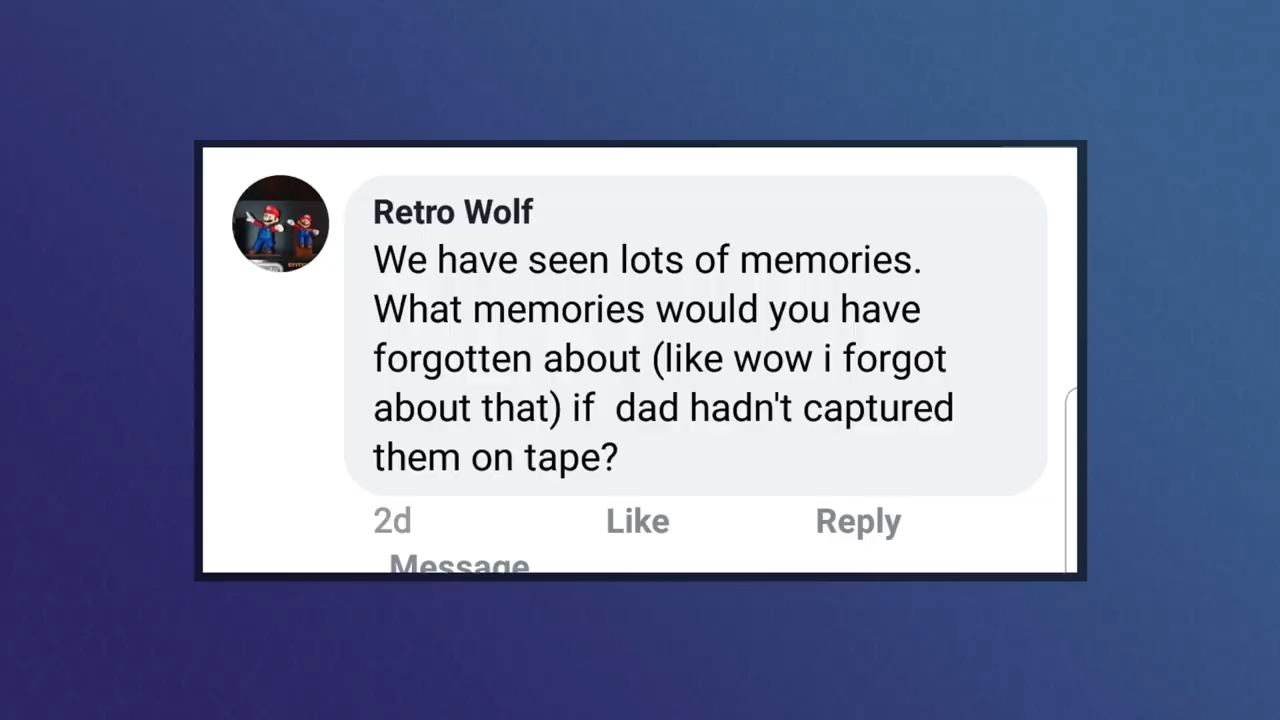 Retro Wolf
We have seen lots of memories.
What memories would you have
forgotten about (like wow i forgot
about that) if  dad hadn't captured
them on tape?
2d Like Reply
Message